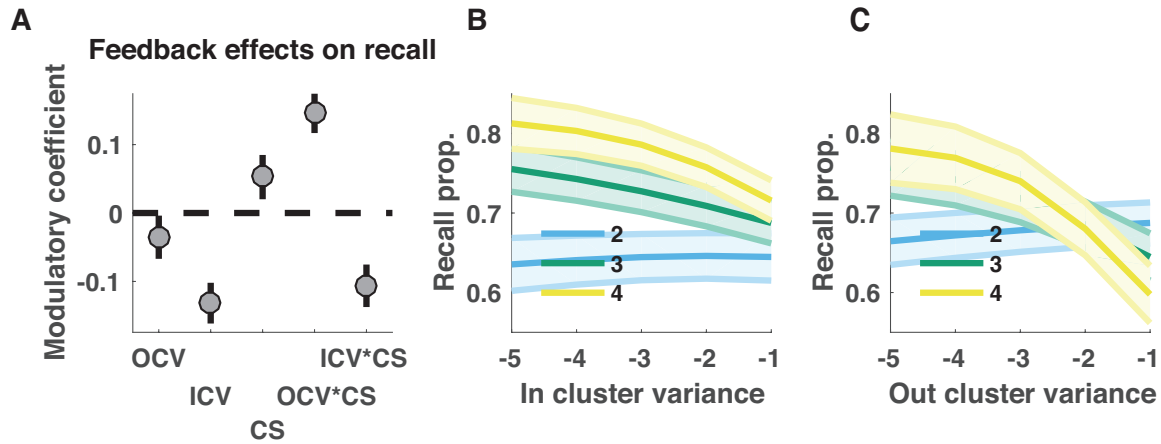 A
Feedback effects on recall
Modulatory coefficient
0.1
0
-0.1
OCV
ICV
CS
OCV*CS
ICV*CS
B
Recall prop.
0.8
0.7
0.6
2
3
4
-5 -4 -3 -2 -1
In cluster variance
C
Recall prop.
0.8
0.7
0.6
2
3
4
-5 -4 -3 -2 -1
Out cluster variance